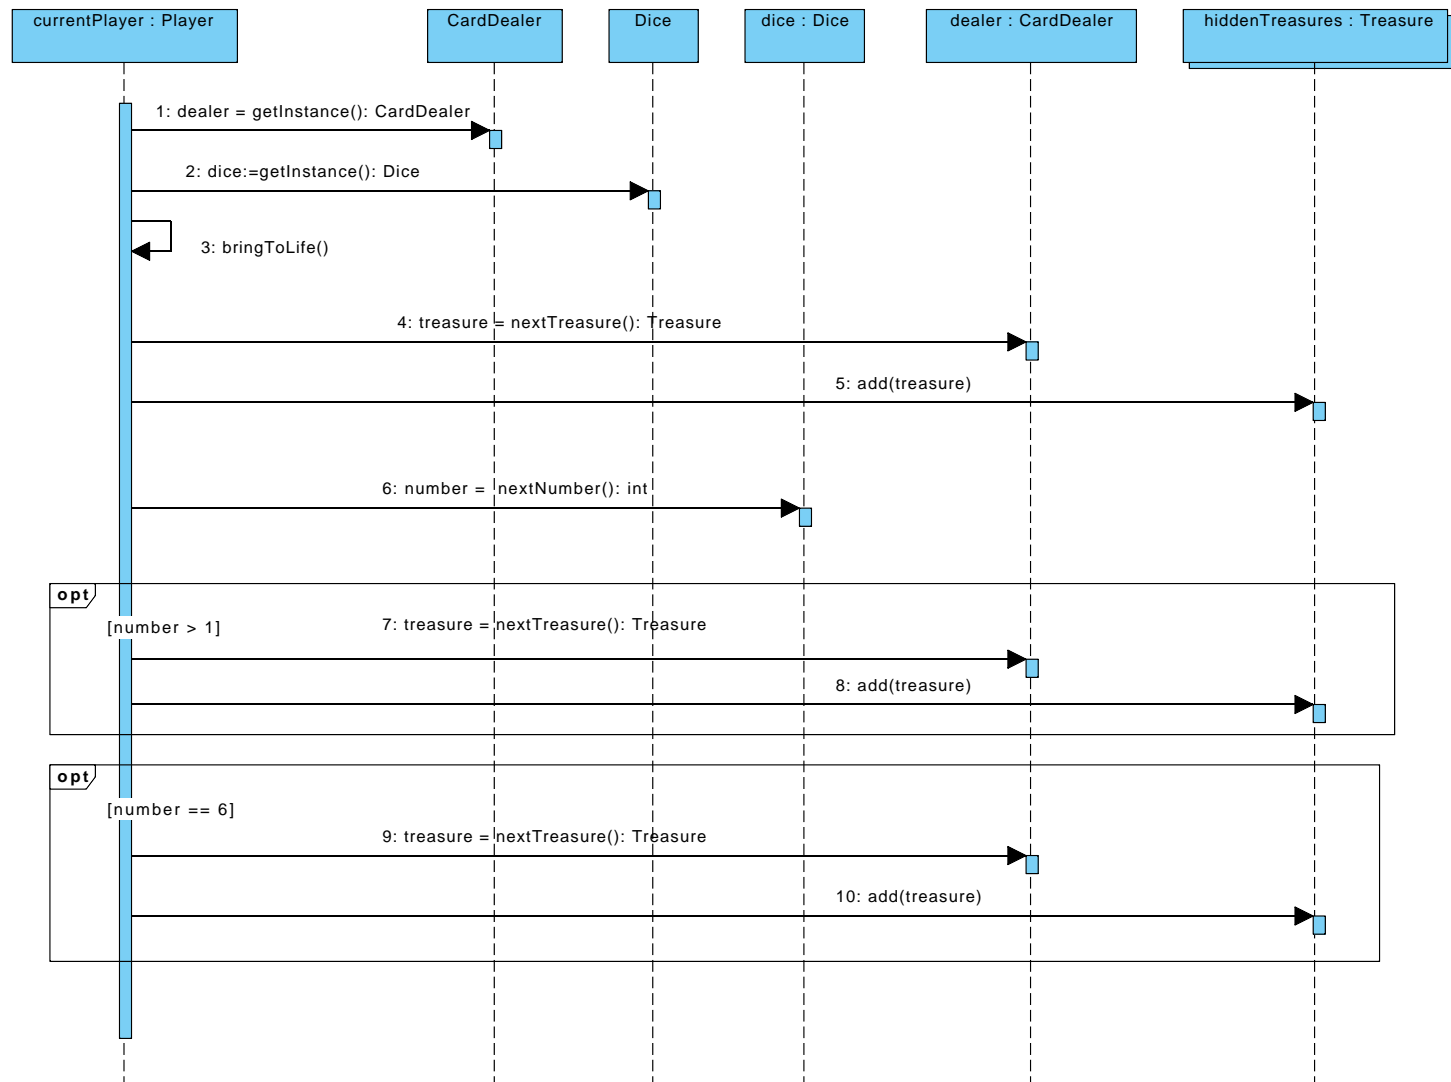 currentPlayer : Player
CardDealer
Dice
dice : Dice
dealer : CardDealer
hiddenTreasures : Treasure
1: dealer = getInstance(): CardDealer
2: dice:=getInstance(): Dice
3: bringToLife()
4: treasure = nextTreasure(): Treasure
5: add(treasure)
6: number = nextNumber(): int
opt
[number > 1]
7: treasure = nextTreasure(): Treasure
8: add(treasure)
opt
[number == 6]
9: treasure = nextTreasure(): Treasure
10: add(treasure)